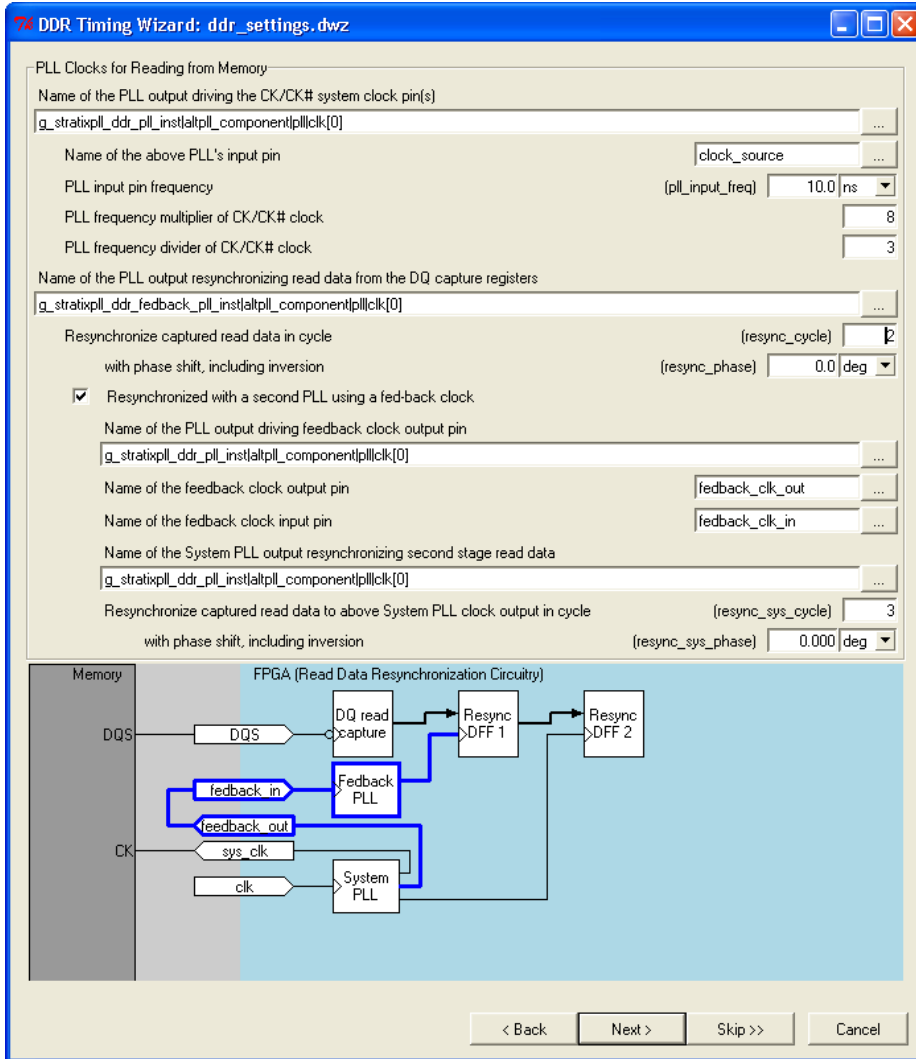 DDR Timing Wizard: ddr_settings.dwz
PLL Clocks for Reading from Memory
Name of the PLL output driving the CK/CK# system clock pin(s)
g_stratixpll_ddr_pll_inst|altpll_component|pll|clk[0] ...
Name of the above PLL's input pin clock_source ...
PLL input pin frequency (pll_input_freq) 10.0 ns
PLL frequency multiplier of CK/CK# clock 8
PLL frequency divider of CK/CK# clock 3
Name of the PLL output resynchronizing read data from the DQ capture registers
g_stratixpll_ddr_fedback_pll_inst|altpll_component|pll|clk[0] ...
Resynchronize captured read data in cycle (resync_cycle) 2
with phase shift, including inversion (resync_phase) 0.0 deg
Resynchronized with a second PLL using a fed-back clock
Name of the PLL output driving feedback clock output pin
g_stratixpll_ddr_pll_inst|altpll_component|pll|clk[0] ...
Name of the feedback clock output pin fedback_clk_out ...
Name of the fedback clock input pin fedback_clk_in ...
Name of the System PLL output resynchronizing second stage read data
g_stratixpll_ddr_pll_inst|altpll_component|pll|clk[0] ...
Resynchronize captured read data to above System PLL clock output in cycle (resync_sys_cycle) 3
with phase shift, including inversion (resync_sys_phase) 0.000 deg
Memory FPGA (Read Data Resynchronization Circuitry)
DQS DQS
DQ read
capture
Resync
DFF 1
Resync
DFF 2
fedback_in
Fedback
PLL
feedback_out
CK sys_clk
clk
System
PLL
< Back Next > Skip >> Cancel